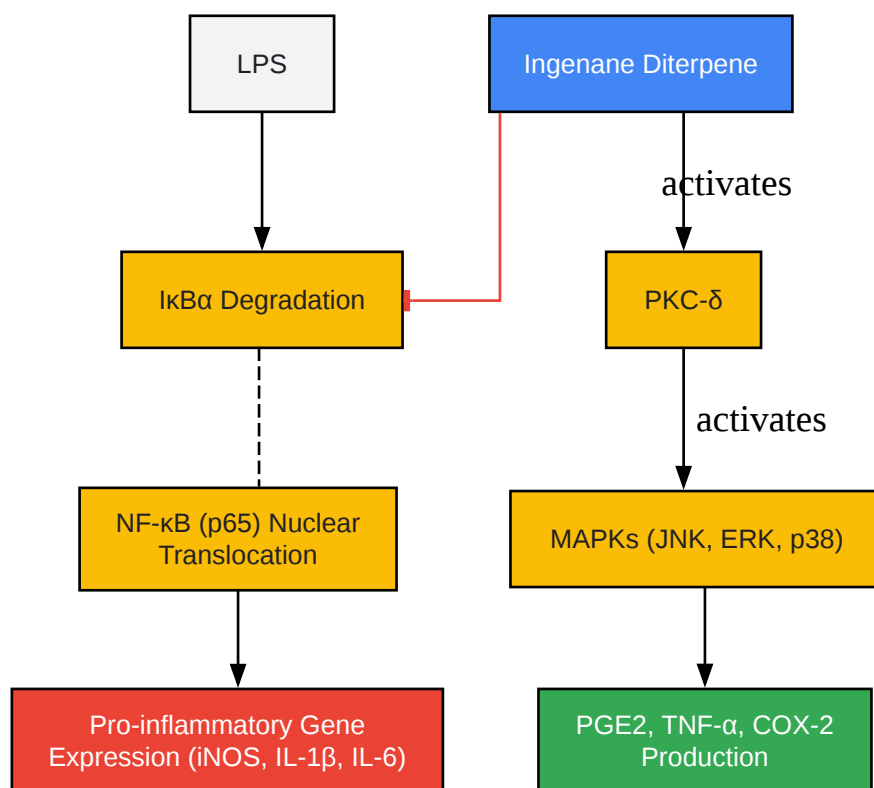 LPS
Ingenane Diterpene
activates
IκBα Degradation
PKC-δ
activates
NF-κB (p65) Nuclear
Translocation
MAPKs (JNK, ERK, p38)
Pro-inflammatory Gene
Expression (iNOS, IL-1β, IL-6)
PGE2, TNF-α, COX-2
Production